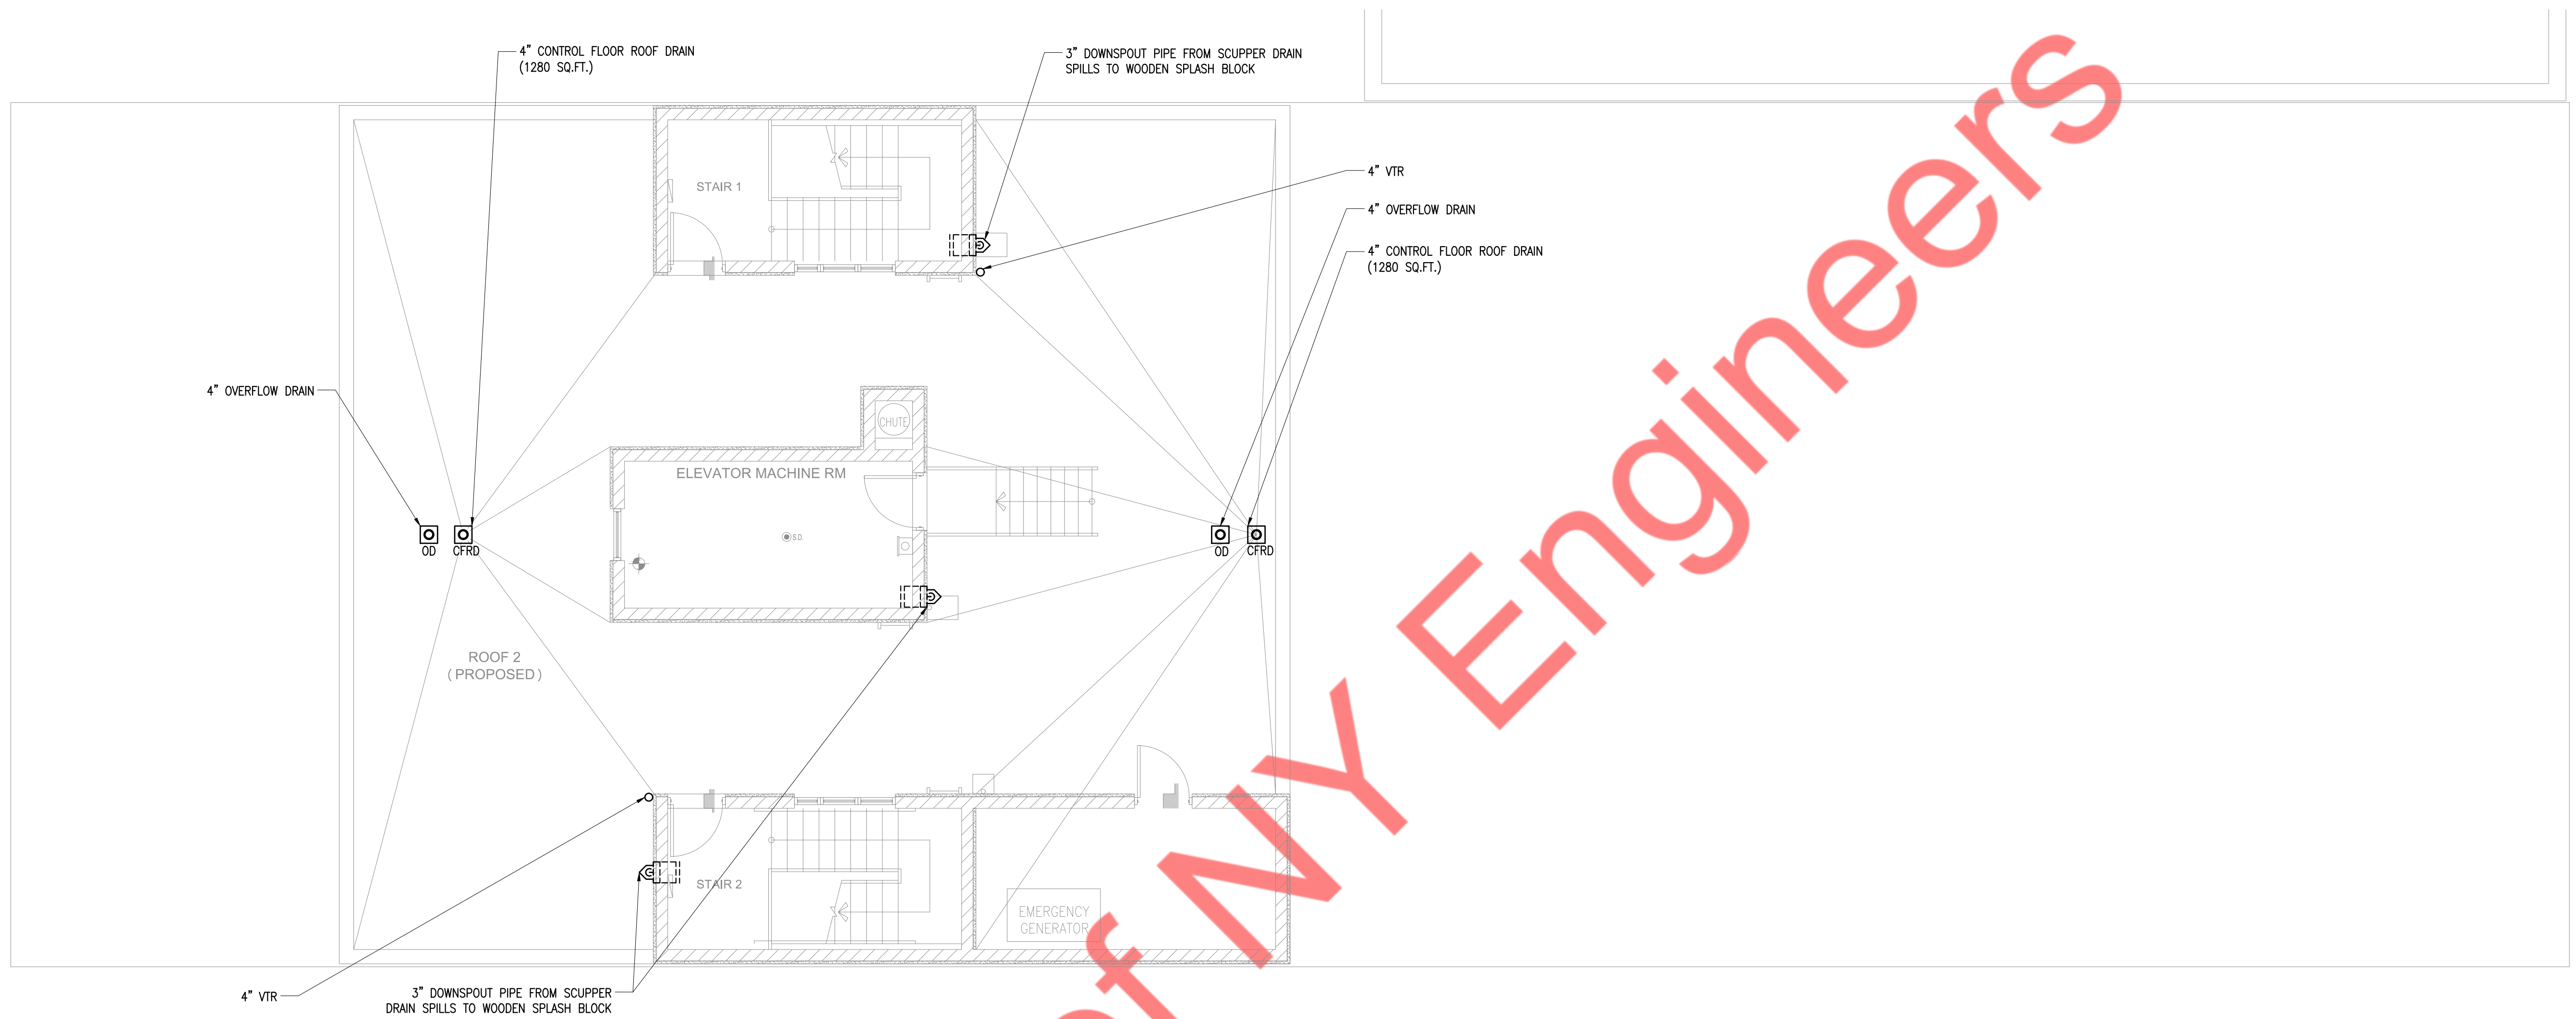 4” CONTROL FLOOR ROOF DRAIN
(1280 SQ.FT.)
3” DOWNSPOUT PIPE FROM SCUPPER DRAIN
SPILLS TO WOODEN SPLASH BLOCK
STAIR 1
4” VTR
4” OVERFLOW DRAIN
4” CONTROL FLOOR ROOF DRAIN
(1280 SQ.FT.)
4” OVERFLOW DRAIN
CHUTE
ELEVATOR MACHINE RM
S.D.
OD
CFRD
OD
CFRD
ROOF 2
( PROPOSED )
STAIR 2
EMERGENCY
GENERATOR
4” VTR
3” DOWNSPOUT PIPE FROM SCUPPER
DRAIN SPILLS TO WOODEN SPLASH BLOCK
of NY Engineers